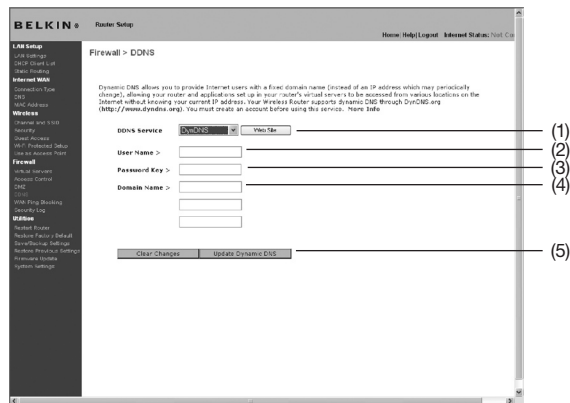 BELKIN®
Router Setup
Home|Help|Logout Internet Status:
LAN Setup
LAN Settings
DHCP Client List
Static Routing
Internet WAN
Connection Type
DNS
MAC Address
Wireless
Channel and SSID
Security
Guest Access
Wi-Fi Protected Setup
Use as Access Point
Firewall
Virtual Servers
Access Control
DMZ
DDNS
WAN Ping Blocking
Security Log
Utilities
Restart Router
Restore Factory Default
Save/Backup Settings
Restore Previous Settings
Firmware Update
System Settings
Firewall > DDNS
Dynamic DNS allows you to provide Internet users with a fixed domain name (instead of an IP address which may periodically
change), allowing your router and applications set up in your router's virtual servers to be accessed from various locations on the
Internet without knowing your current IP address. Your Wireless Router supports dynamic DNS through DynDNS.org
(http://www.dyndns.org). You must create an account before using this service. More Info
DDNS Service DynDNS Web Site (1)
User Name > (2)
Password Key > (3)
Domain Name > (4)
Clear Changes Update Dynamic DNS (5)